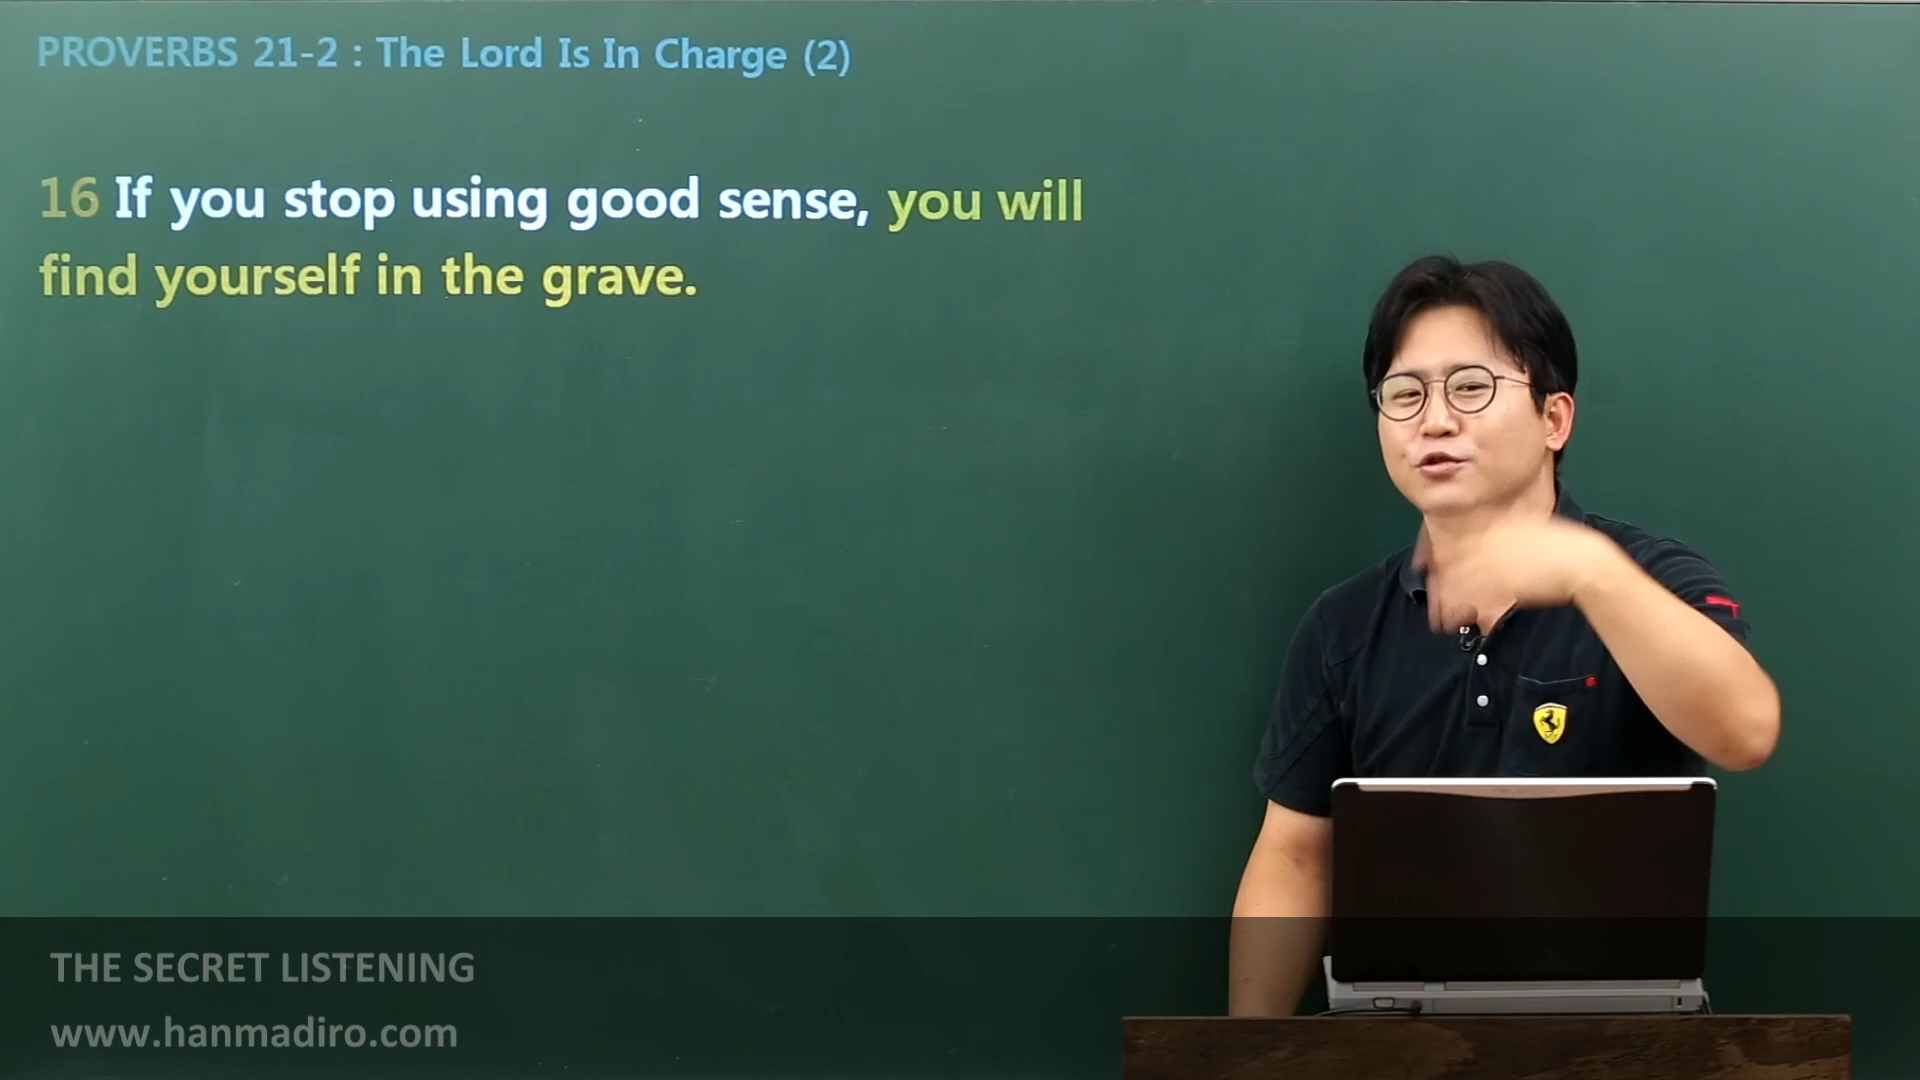 PROVERBS 21-2 : The Lord Is In Charge (2)
16 If you stop using good sense, you will
find yourself in the grave.
THE SECRET LISTENING
www.hanmadiro.com